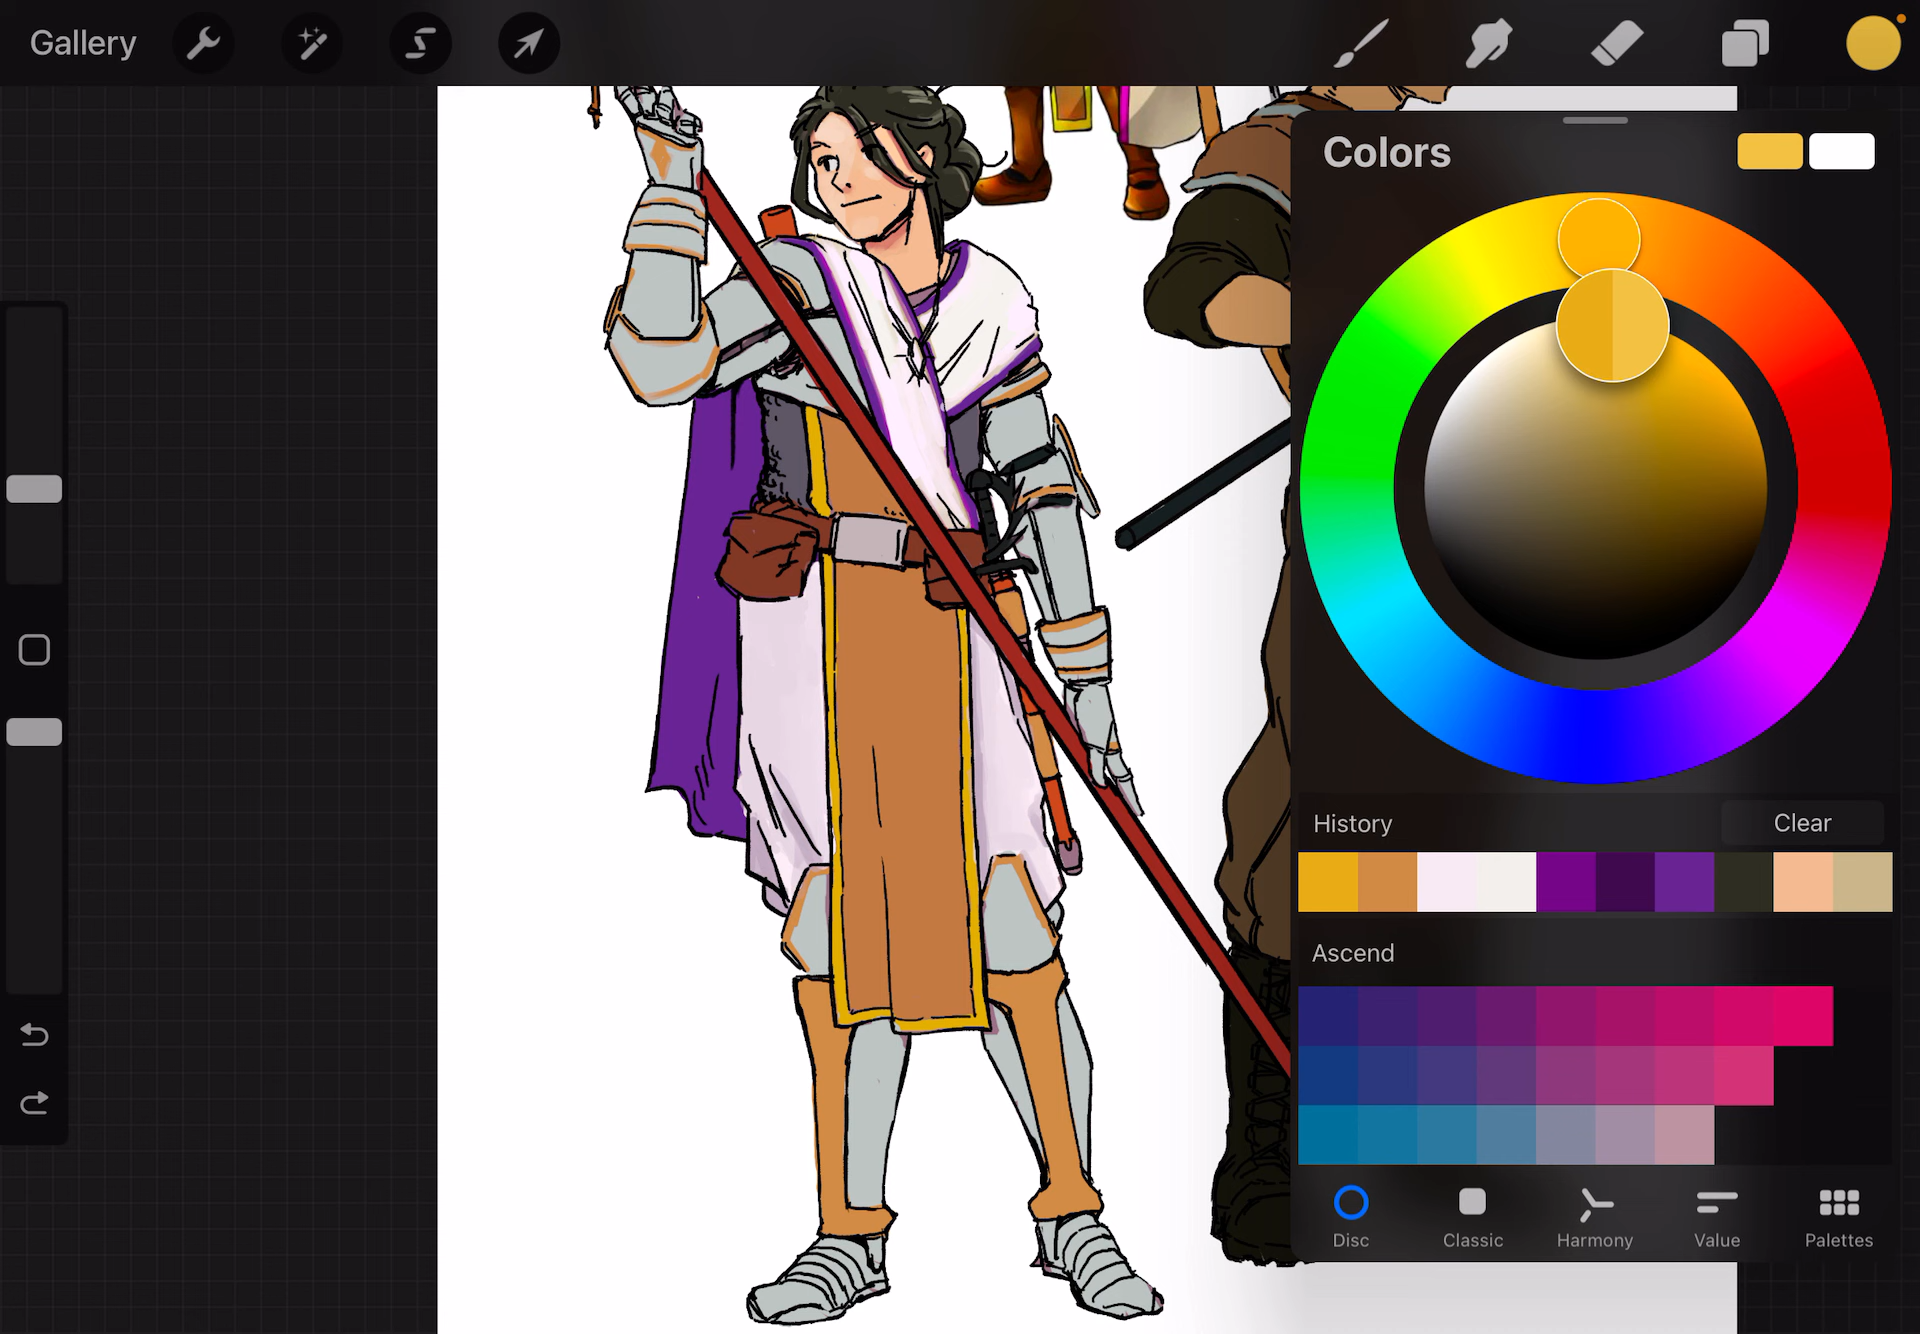 Gallery
Colors
History
Clear
Ascend
Disc
Classic
Harmony
Value
Palettes